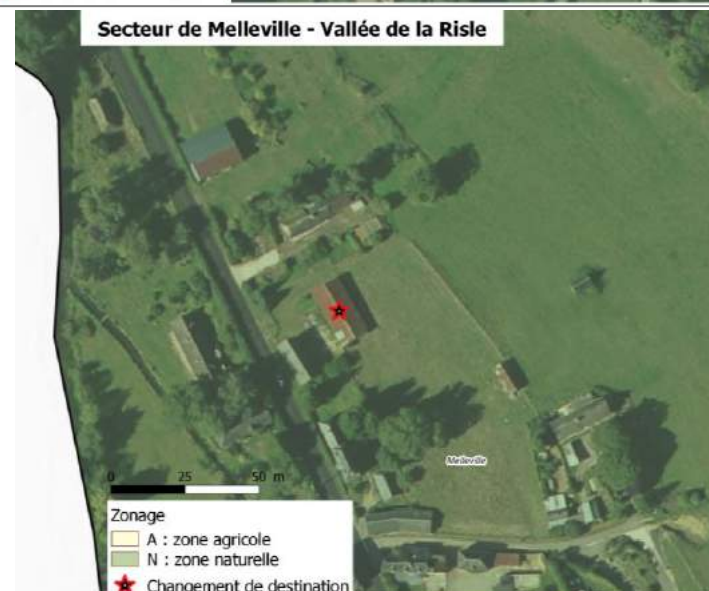 Secteur de Melleville - Vallée de la Risle
Melleville
0 25 50 m
Zonage
A : zone agricole
N : zone naturelle
Changement de destination